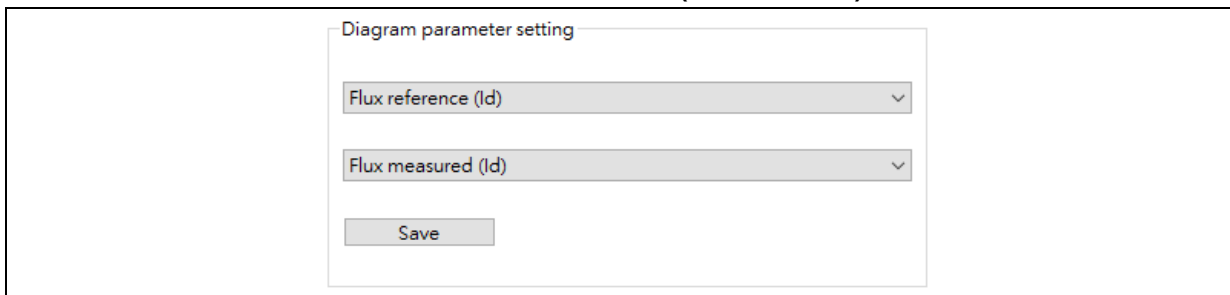 Diagram parameter setting
Flux reference (Id)
Flux measured (Id)
Save